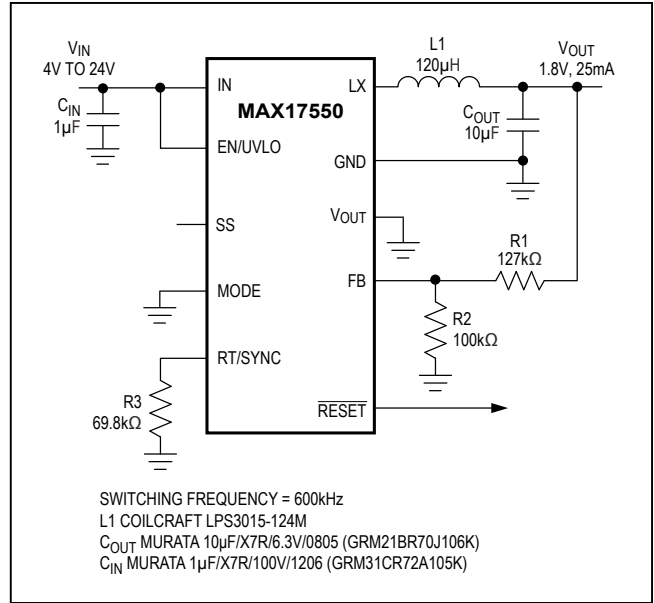 VIN
4V TO 24V
CIN
1µF
IN
EN/UVLO
SS
MODE
RT/SYNC
R3
69.8kΩ
MAX17550
LX
GND
VOUT
FB
RESET
L1
120µH
VOUT
1.8V, 25mA
COUT
10µF
R1
127kΩ
R2
100kΩ
SWITCHING FREQUENCY = 600kHz
L1 COILCRAFT LPS3015-124M
COUT MURATA 10µF/X7R/6.3V/0805 (GRM21BR70J106K)
CIN MURATA 1µF/X7R/100V/1206 (GRM31CR72A105K)